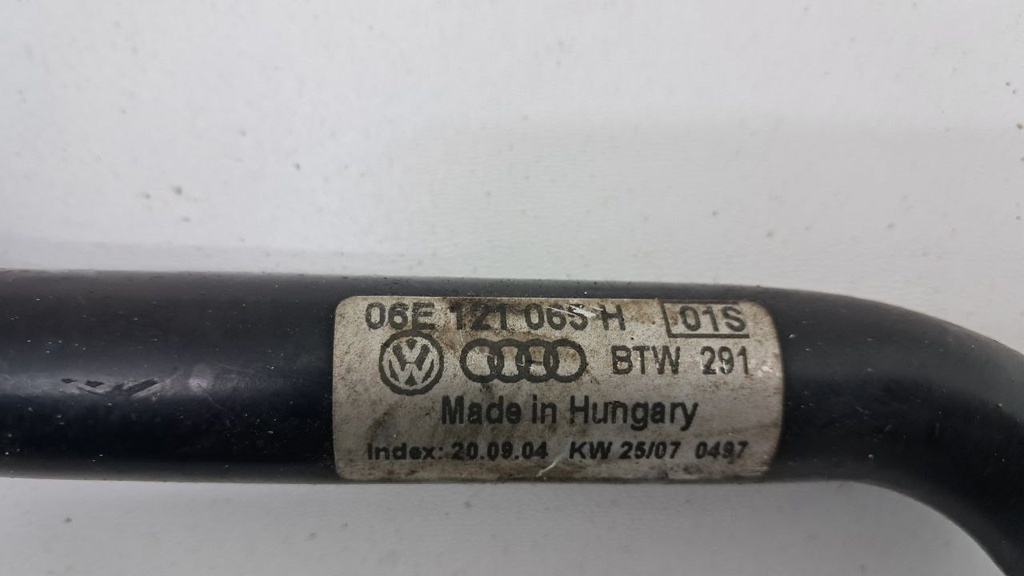 06E 121 065 H 01S
BTW 291
Made in Hungary
Index: 20.09.04 KW 25/07 0497